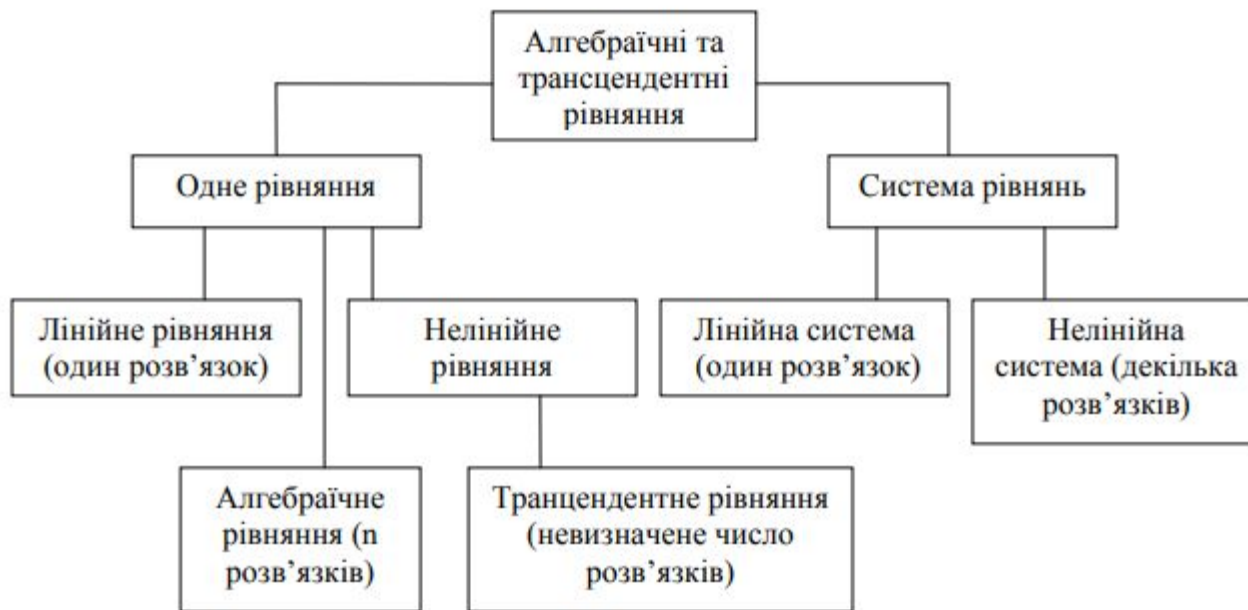 Алгебраїчні та
трансцендентні
рівняння
Одне рівняння
Система рівнянь
Лінійне рівняння
(один розв’язок)
Нелінійне
рівняння
Лінійна система
(один розв’язок)
Нелінійна
система (декілька
розв’язків)
Алгебраїчне
рівняння (n
розв’язків)
Транцендентне рівняння
(невизначене число
розв’язків)